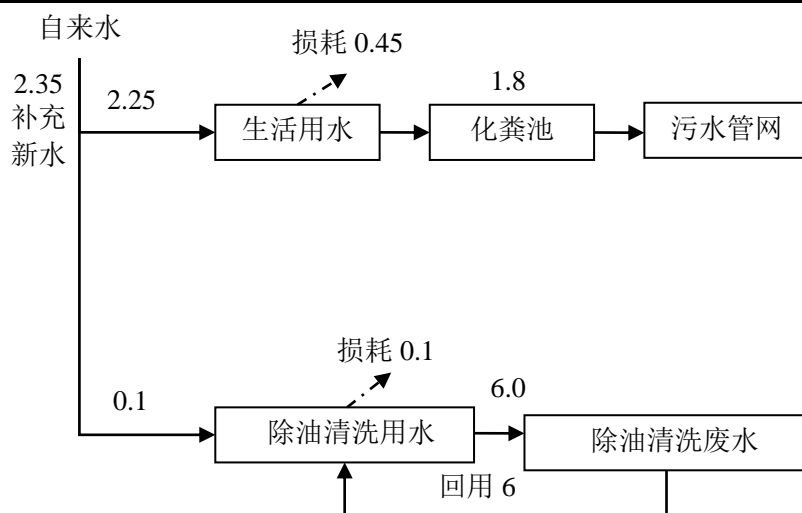 自来水
损耗 0.45
2.35
补充
新水
2.25
1.8
生活用水
化粪池
污水管网
损耗 0.1
0.1
6.0
除油清洗用水
除油清洗废水
回用 6